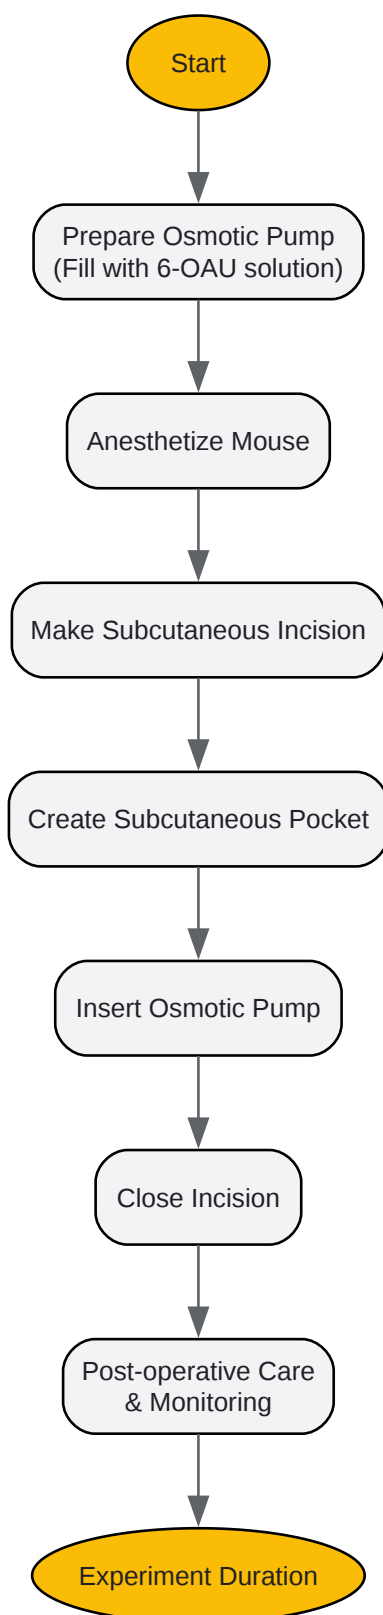 Start
Prepare Osmotic Pump
(Fill with 6-OAU solution)
Anesthetize Mouse
Make Subcutaneous Incision
Create Subcutaneous Pocket
Insert Osmotic Pump
Close Incision
Post-operative Care
& Monitoring
Experiment Duration